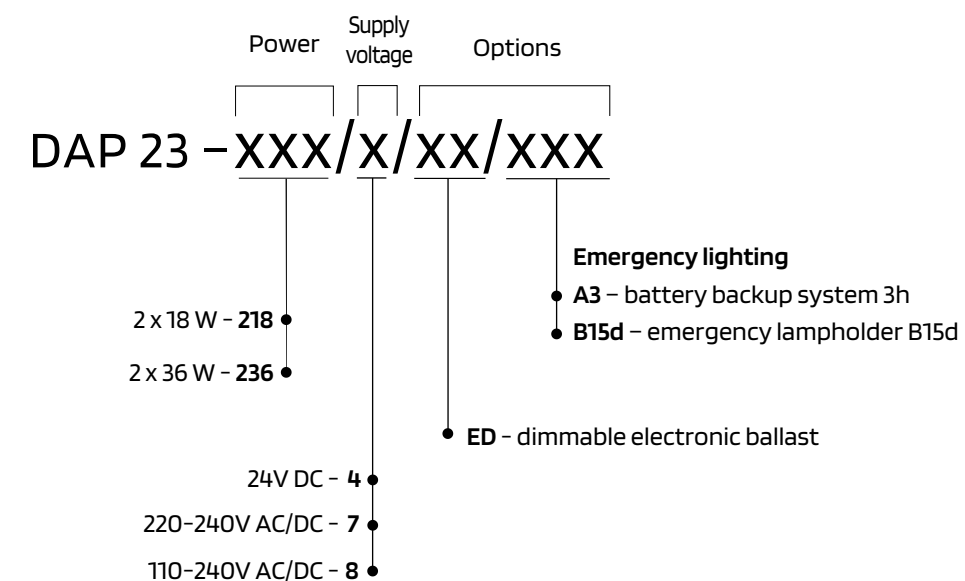 Power
Supply
voltage
Options
DAP 23 – xxx/x/xx/xxx
Emergency lighting
A3 – battery backup system 3h
B15d – emergency lampholder B15d
2 x 18 W - 218
2 x 36 W - 236
ED - dimmable electronic ballast
24V DC - 4
220-240V AC/DC - 7
110-240V AC/DC - 8